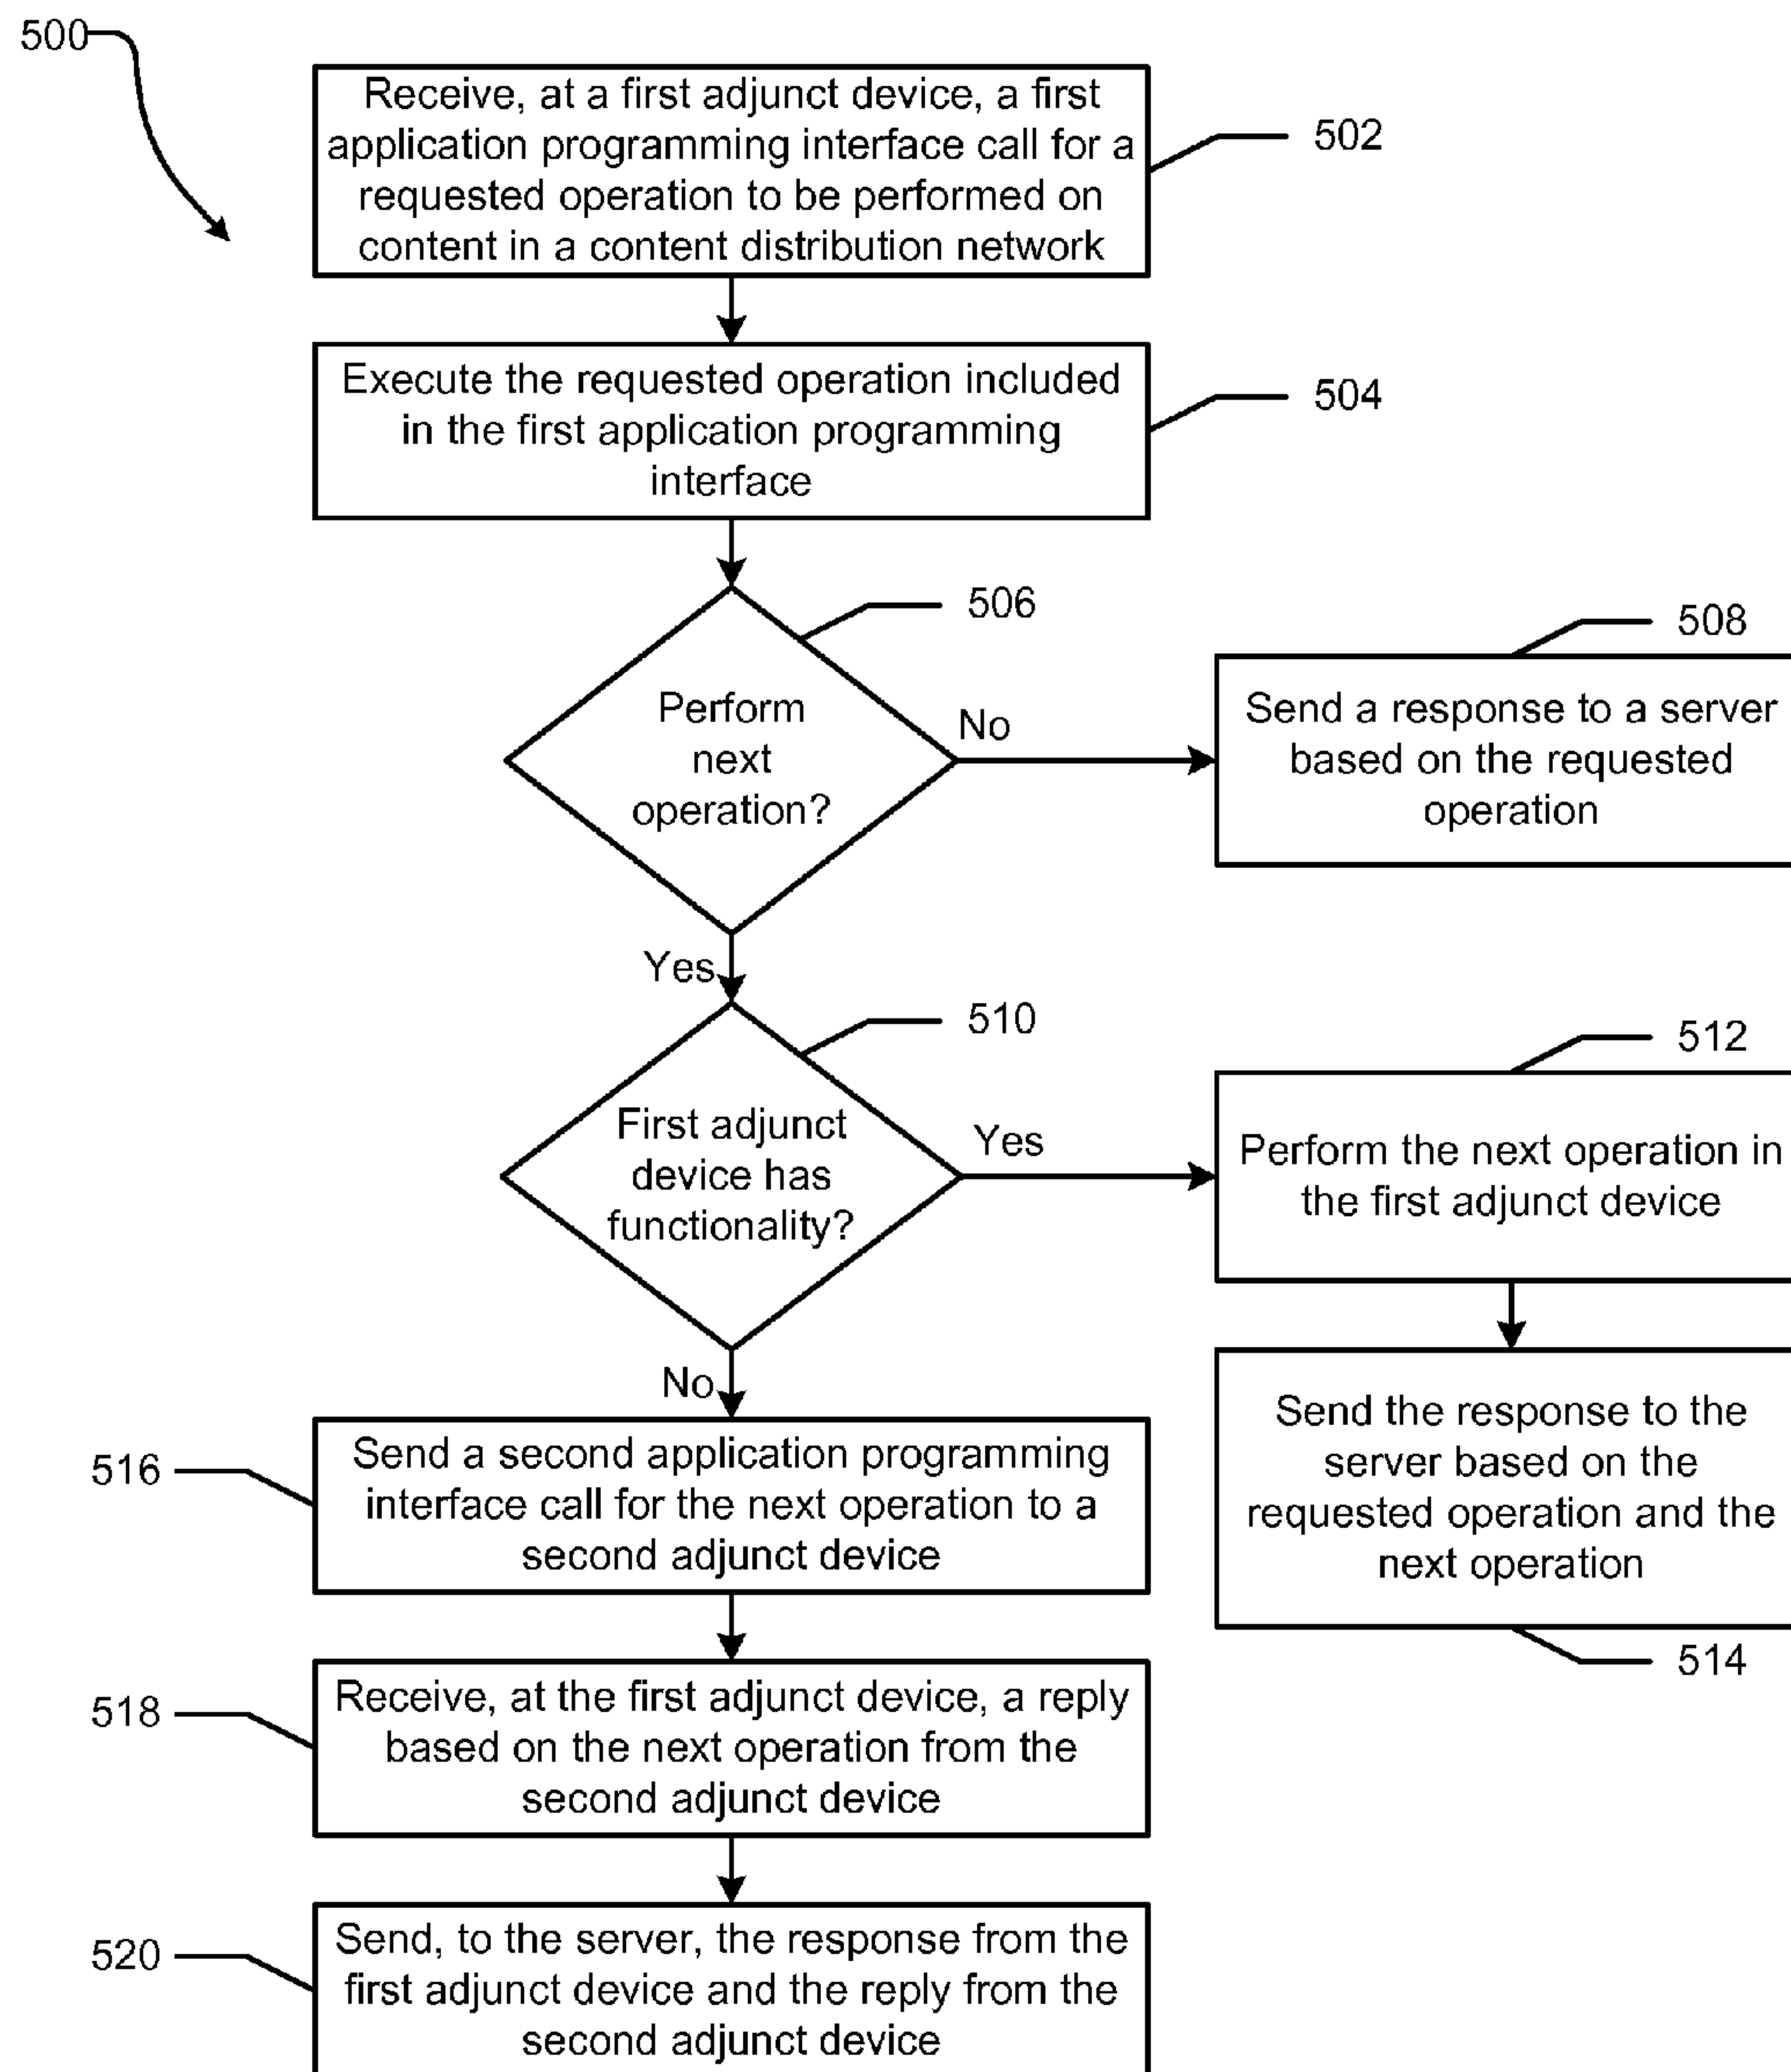 500
Receive, at a first adjunct device, a first
application programming interface call for a
requested operation to be performed on
content in a content distribution network
502
Execute the requested operation included
in the first application programming
interface
504
506
Perform
next
operation?
No
508
Send a response to a server
based on the requested
operation
Yes
510
First adjunct
device has
functionality?
Yes
512
Perform the next operation in
the first adjunct device
Send the response to the
server based on the
requested operation and the
next operation
514
No
516
Send a second application programming
interface call for the next operation to a
second adjunct device
518
Receive, at the first adjunct device, a reply
based on the next operation from the
second adjunct device
520
Send, to the server, the response from the
first adjunct device and the reply from the
second adjunct device